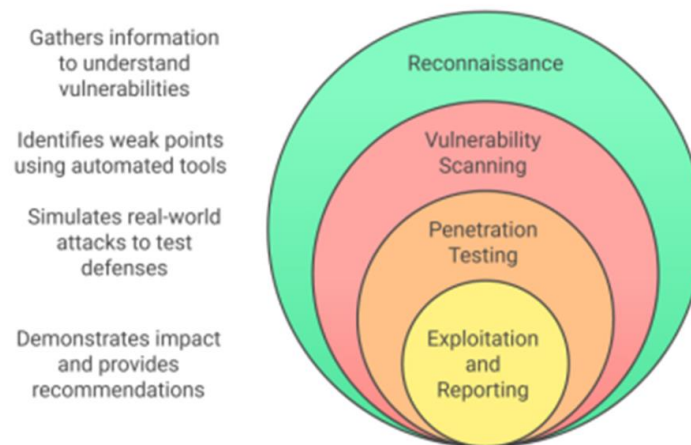 Gathers information
to understand
vulnerabilities
Reconnaissance
Identifies weak points
using automated tools
Vulnerability
Scanning
Simulates real-world
attacks to test
defenses
Penetration
Testing
Demonstrates impact
and provides
recommendations
Exploitation
and
Reporting